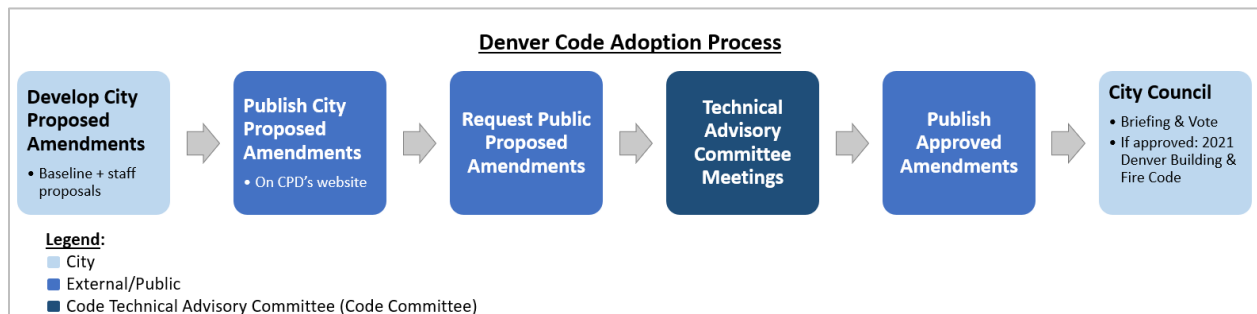 Denver Code Adoption Process
Develop City
Proposed
Amendments
• Baseline + staff
proposals
Publish City
Proposed
Amendments
• On CPD's website
Request Public
Proposed
Amendments
Technical
Advisory
Committee
Meetings
Publish
Approved
Amendments
City Council
• Briefing & Vote
• If approved: 2021
Denver Building &
Fire Code
Legend:
City
External/Public
Code Technical Advisory Committee (Code Committee)